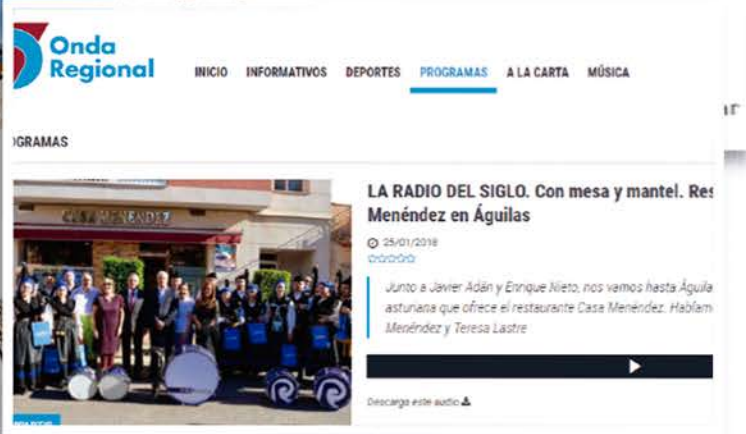 Onda
Regional
INICIO INFORMATIVOS DEPORTES PROGRAMAS A LA CARTA MÚSICA
OGRAMAS
CASA MENÉNDEZ
LA RADIO DEL SIGLO. Con mesa y mantel. Res
Menéndez en Águilas
25/01/2018
Junto a Javier Adán y Enrique Nieto, nos vamos hasta Águila
asturiana que ofrece el restaurante Casa Menéndez. Hablam
Menéndez y Teresa Lastre
Descarga este audio